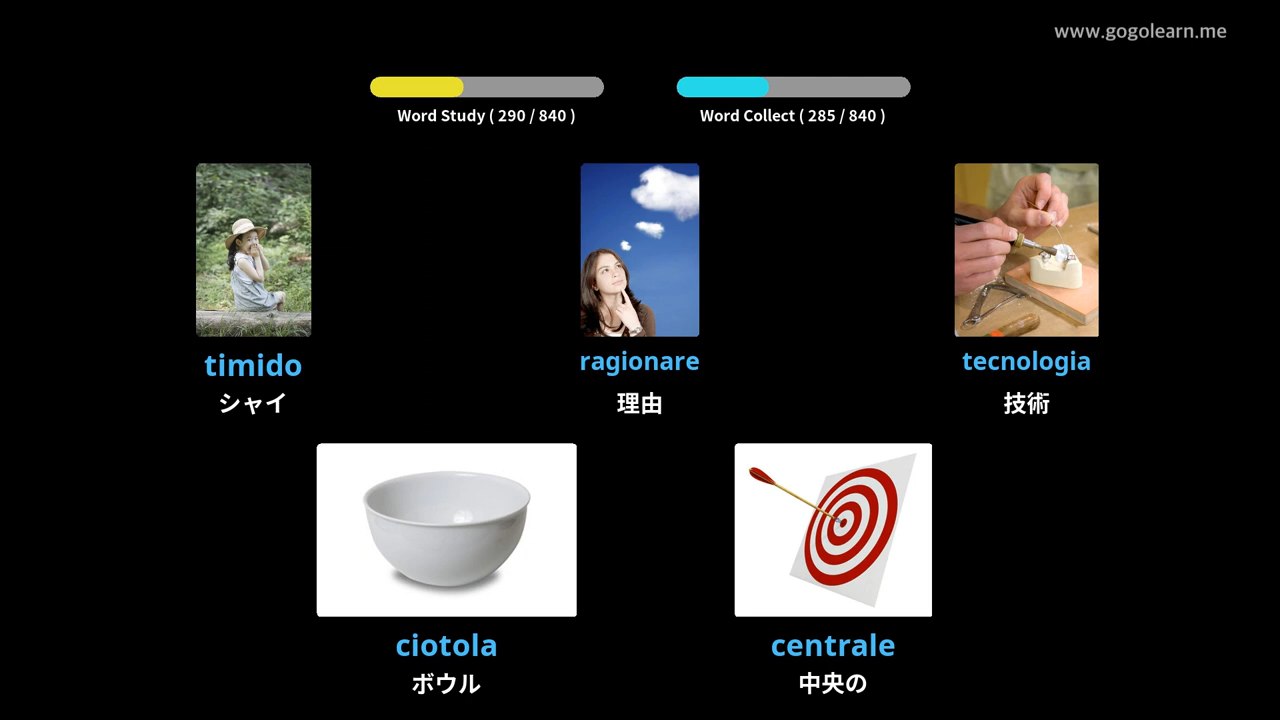 www.gogolearn.me
Word Study ( 290 / 840 )
Word Collect ( 285 / 840 )
timido
シャイ
ragionare
理由
tecnologia
技術
ciotola
ボウル
centrale
中央の